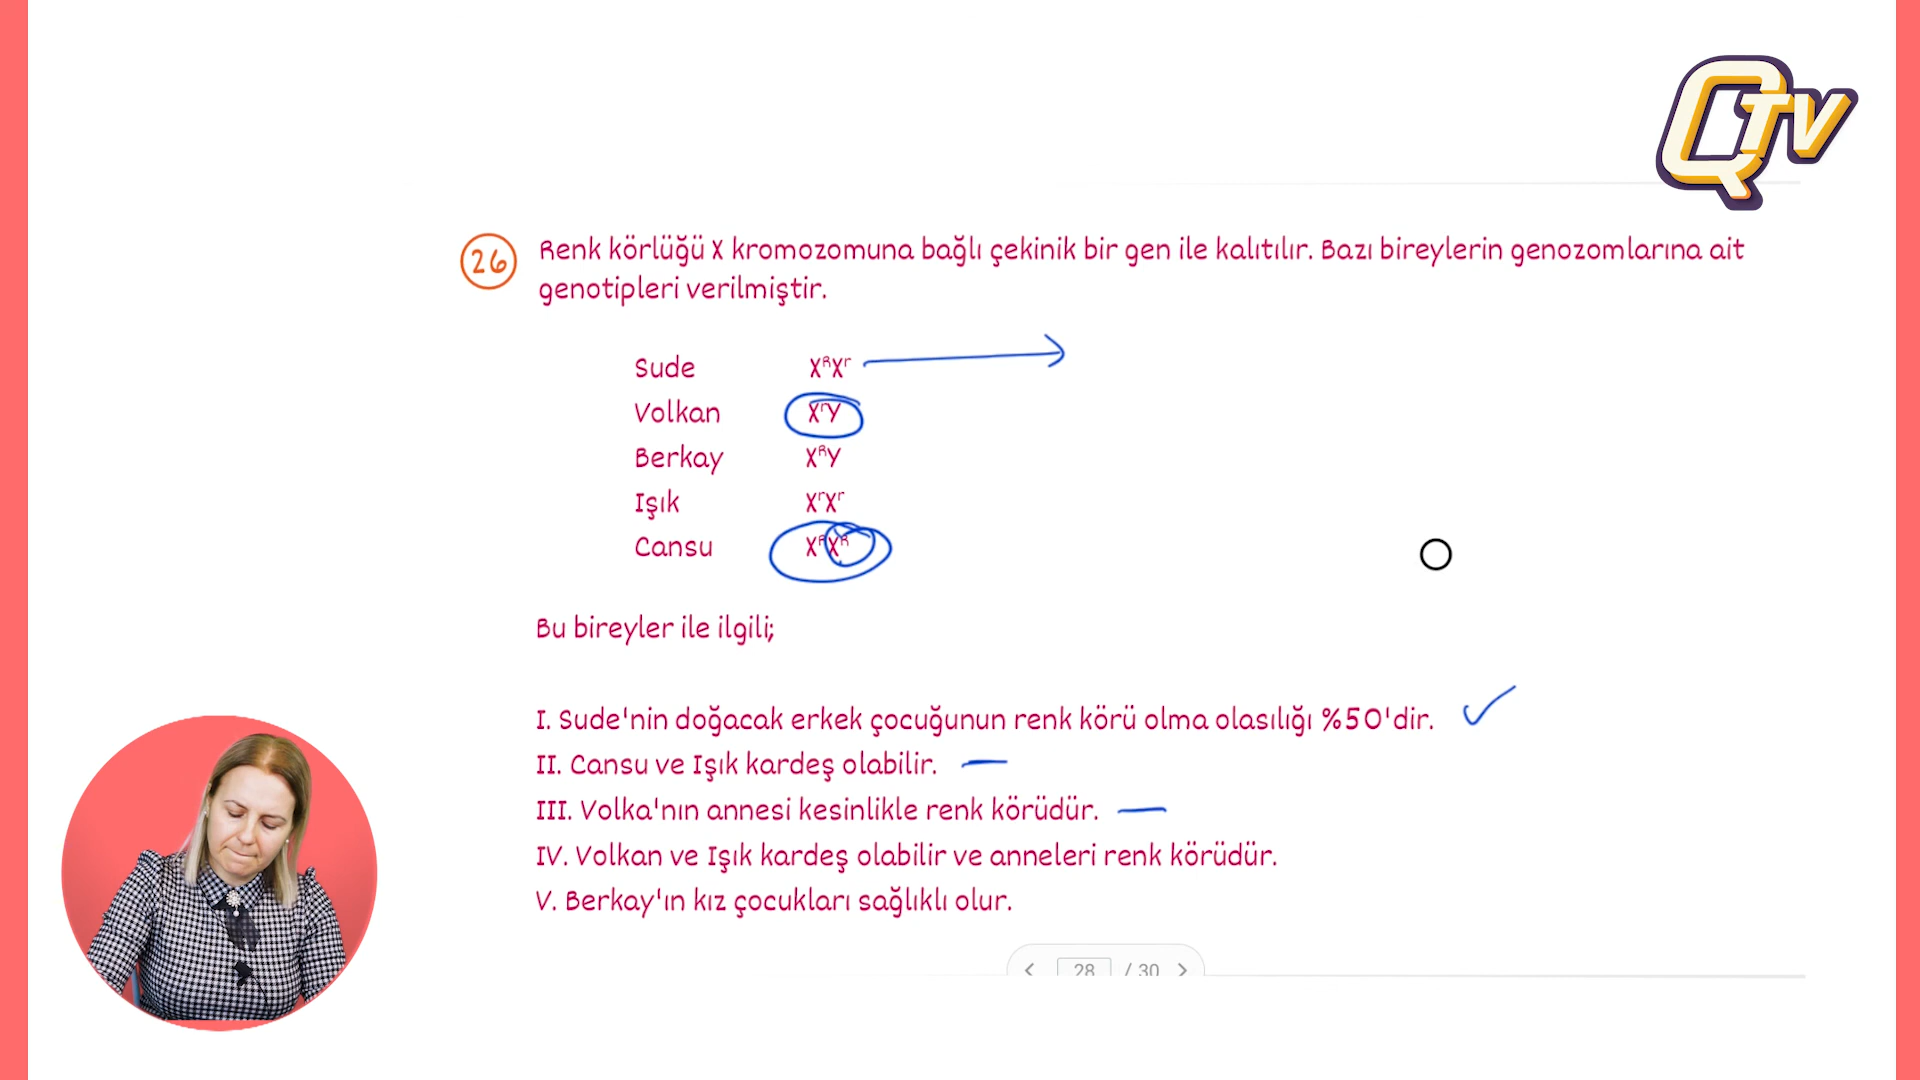 QTV
26 Renk körlüğü X kromozomuna bağlı çekinik bir gen ile kalıtılır. Bazı bireylerin genozomlarına ait
genotipleri verilmiştir.
Sude XᴿXʳ
Volkan XʳY
Berkay XᴿY
Işık XʳXʳ
Cansu XᴿXᴿ
Bu bireyler ile ilgili;
I. Sude'nin doğacak erkek çocuğunun renk körü olma olasılığı %50'dir.
II. Cansu ve Işık kardeş olabilir.
III. Volka'nın annesi kesinlikle renk körüdür.
IV. Volkan ve Işık kardeş olabilir ve anneleri renk körüdür.
V. Berkay'ın kız çocukları sağlıklı olur.
28 / 30